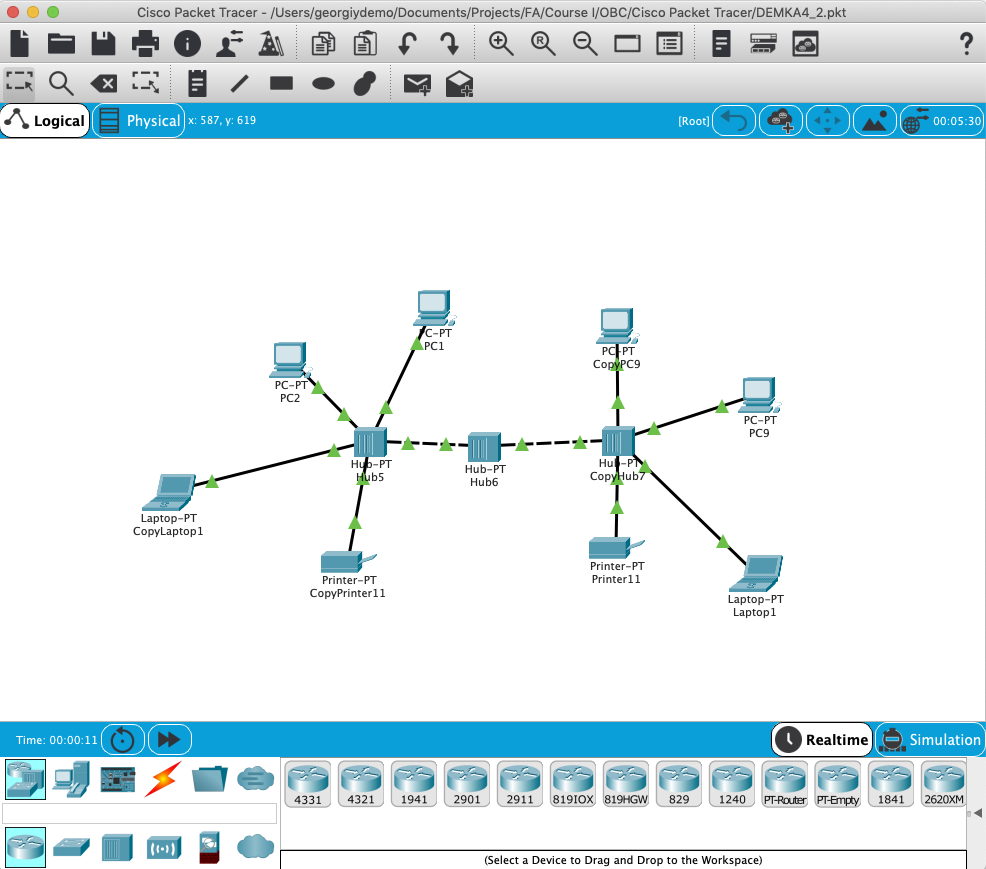 Cisco Packet Tracer - /Users/georgiydemo/Documents/Projects/FA/Course I/OBC/Cisco Packet Tracer/DEMKA4_2.pkt
Logical
Physical
x: 587, y: 619
[Root]
00:05:30
PC-PT
PC1
PC-PT
CopyPC9
PC-PT
PC2
PC-PT
PC9
Hub-PT
Hub5
Hub-PT
Hub6
Hub-PT
CopyHub7
Laptop-PT
CopyLaptop1
Printer-PT
CopyPrinter11
Printer-PT
Printer11
Laptop-PT
Laptop1
Time: 00:00:11
Realtime
Simulation
4331
4321
1941
2901
2911
819IOX
819HGW
829
1240
PT-Router
PT-Empty
1841
2620XM
(Select a Device to Drag and Drop to the Workspace)